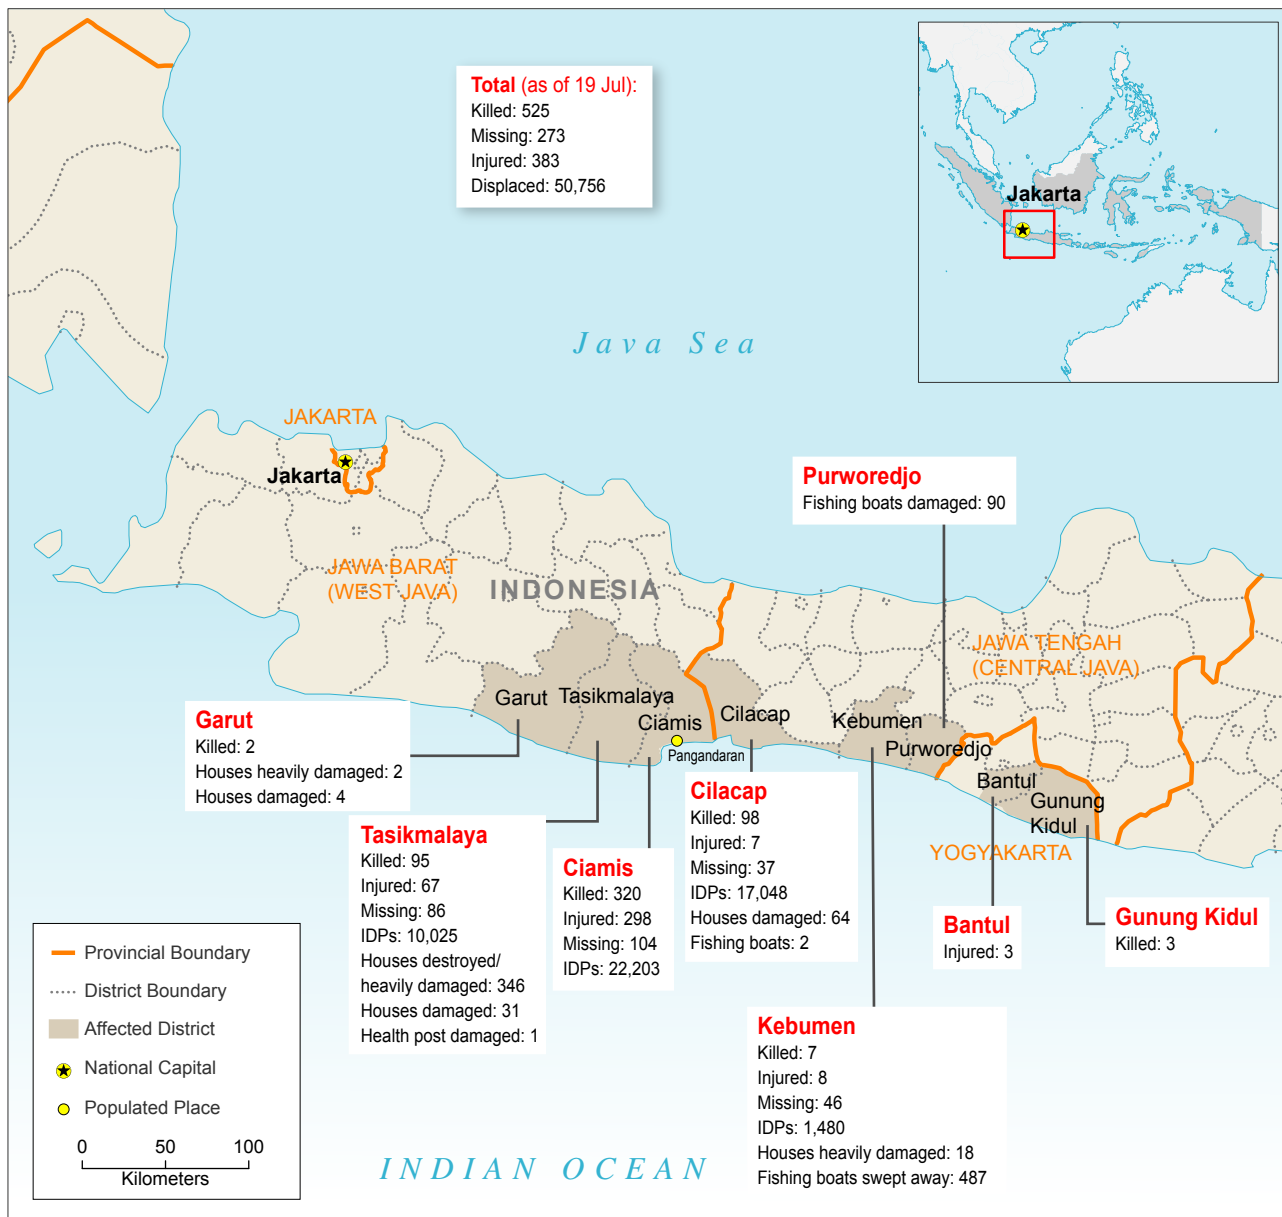 Total (as of 19 Jul):
Killed: 525
Missing: 273
Injured: 383
Displaced: 50,756
Jakarta
Java Sea
JAKARTA
Jakarta
JAWA BARAT
(WEST JAVA)
INDONESIA
Purworedjo
Fishing boats damaged: 90
JAWA TENGAH
(CENTRAL JAVA)
Garut
Tasikmalaya
Ciamis
Pangandaran
Cilacap
Kebumen
Purworedjo
Bantul
Gunung
Kidul
YOGYAKARTA
Garut
Killed: 2
Houses heavily damaged: 2
Houses damaged: 4
Tasikmalaya
Killed: 95
Injured: 67
Missing: 86
IDPs: 10,025
Houses destroyed/
heavily damaged: 346
Houses damaged: 31
Health post damaged: 1
Ciamis
Killed: 320
Injured: 298
Missing: 104
IDPs: 22,203
Cilacap
Killed: 98
Injured: 7
Missing: 37
IDPs: 17,048
Houses damaged: 64
Fishing boats: 2
Kebumen
Killed: 7
Injured: 8
Missing: 46
IDPs: 1,480
Houses heavily damaged: 18
Fishing boats swept away: 487
Bantul
Injured: 3
Gunung Kidul
Killed: 3
Provincial Boundary
District Boundary
Affected District
National Capital
Populated Place
0 50 100
Kilometers
INDIAN OCEAN